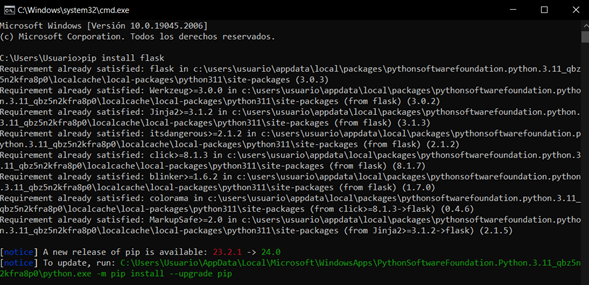 C:\Windows\system32\cmd.exe
Microsoft Windows [Versión 10.0.19045.2006]
(c) Microsoft Corporation. Todos los derechos reservados.
C:\Users\Usuario>pip install flask
Requirement already satisfied: flask in c:\users\usuario\appdata\local\packages\pythonsoftwarefoundation.python.3.11_qbz
5n2kfra8p0\localcache\local-packages\python311\site-packages (3.0.3)
Requirement already satisfied: Werkzeug>=3.0.0 in c:\users\usuario\appdata\local\packages\pythonsoftwarefoundation.pytho
n.3.11_qbz5n2kfra8p0\localcache\local-packages\python311\site-packages (from flask) (3.0.2)
Requirement already satisfied: Jinja2>=3.1.2 in c:\users\usuario\appdata\local\packages\pythonsoftwarefoundation.python.
3.11_qbz5n2kfra8p0\localcache\local-packages\python311\site-packages (from flask) (3.1.3)
Requirement already satisfied: itsdangerous>=2.1.2 in c:\users\usuario\appdata\local\packages\pythonsoftwarefoundation.p
ython.3.11_qbz5n2kfra8p0\localcache\local-packages\python311\site-packages (from flask) (2.1.2)
Requirement already satisfied: click>=8.1.3 in c:\users\usuario\appdata\local\packages\pythonsoftwarefoundation.python.3
.11_qbz5n2kfra8p0\localcache\local-packages\python311\site-packages (from flask) (8.1.7)
Requirement already satisfied: blinker>=1.6.2 in c:\users\usuario\appdata\local\packages\pythonsoftwarefoundation.python
.3.11_qbz5n2kfra8p0\localcache\local-packages\python311\site-packages (from flask) (1.7.0)
Requirement already satisfied: colorama in c:\users\usuario\appdata\local\packages\pythonsoftwarefoundation.python.3.11_
qbz5n2kfra8p0\localcache\local-packages\python311\site-packages (from click>=8.1.3->flask) (0.4.6)
Requirement already satisfied: MarkupSafe>=2.0 in c:\users\usuario\appdata\local\packages\pythonsoftwarefoundation.pytho
n.3.11_qbz5n2kfra8p0\localcache\local-packages\python311\site-packages (from Jinja2>=3.1.2->flask) (2.1.5)
[notice] A new release of pip is available: 23.2.1 -> 24.0
[notice] To update, run: C:\Users\Usuario\AppData\Local\Microsoft\WindowsApps\PythonSoftwareFoundation.Python.3.11_qbz5n
2kfra8p0\python.exe -m pip install --upgrade pip